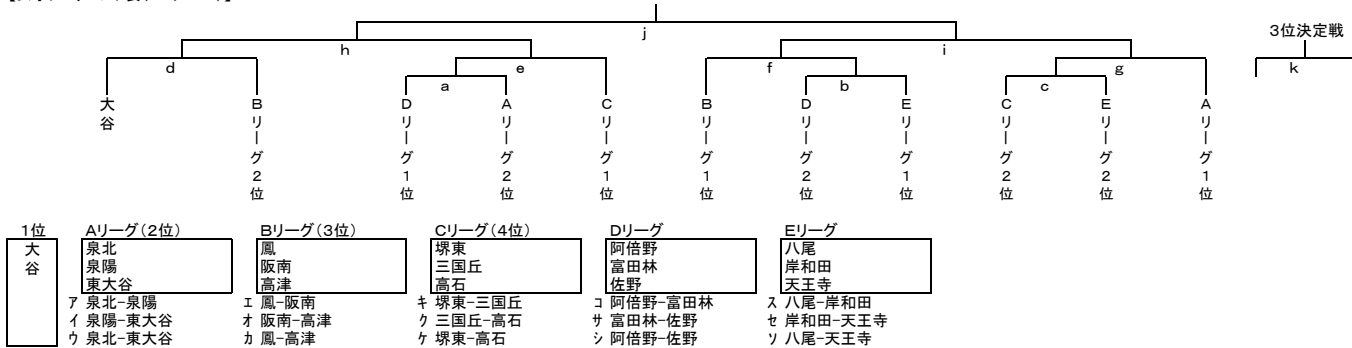 j
3位決定戦
h
i
d
e
f
g
k
a
b
c
大谷
Bリーグ2位
Dリーグ1位
Aリーグ2位
Cリーグ1位
Bリーグ1位
Dリーグ2位
Eリーグ1位
Cリーグ2位
Eリーグ2位
Aリーグ1位
1位 Aリーグ(2位) Bリーグ(3位) Cリーグ(4位) Dリーグ Eリーグ
大谷
泉北 鳳 堺東 阿倍野 八尾
泉陽 阪南 三国丘 富田林 岸和田
東大谷 高津 高石 佐野 天王寺
ア 泉北-泉陽 エ 鳳-阪南 キ 堺東-三国丘 コ 阿倍野-富田林 ス 八尾-岸和田
イ 泉陽-東大谷 オ 阪南-高津 ク 三国丘-高石 サ 富田林-佐野 セ 岸和田-天王寺
ウ 泉北-東大谷 カ 鳳-高津 ケ 堺東-高石 シ 阿倍野-佐野 ソ 八尾-天王寺